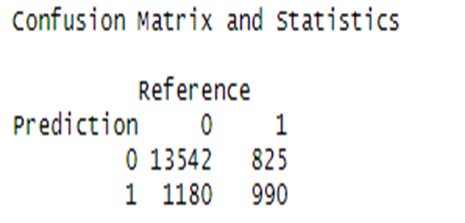 Confusion Matrix and Statistics
Reference
Prediction 0 1
0 13542 825
1 1180 990